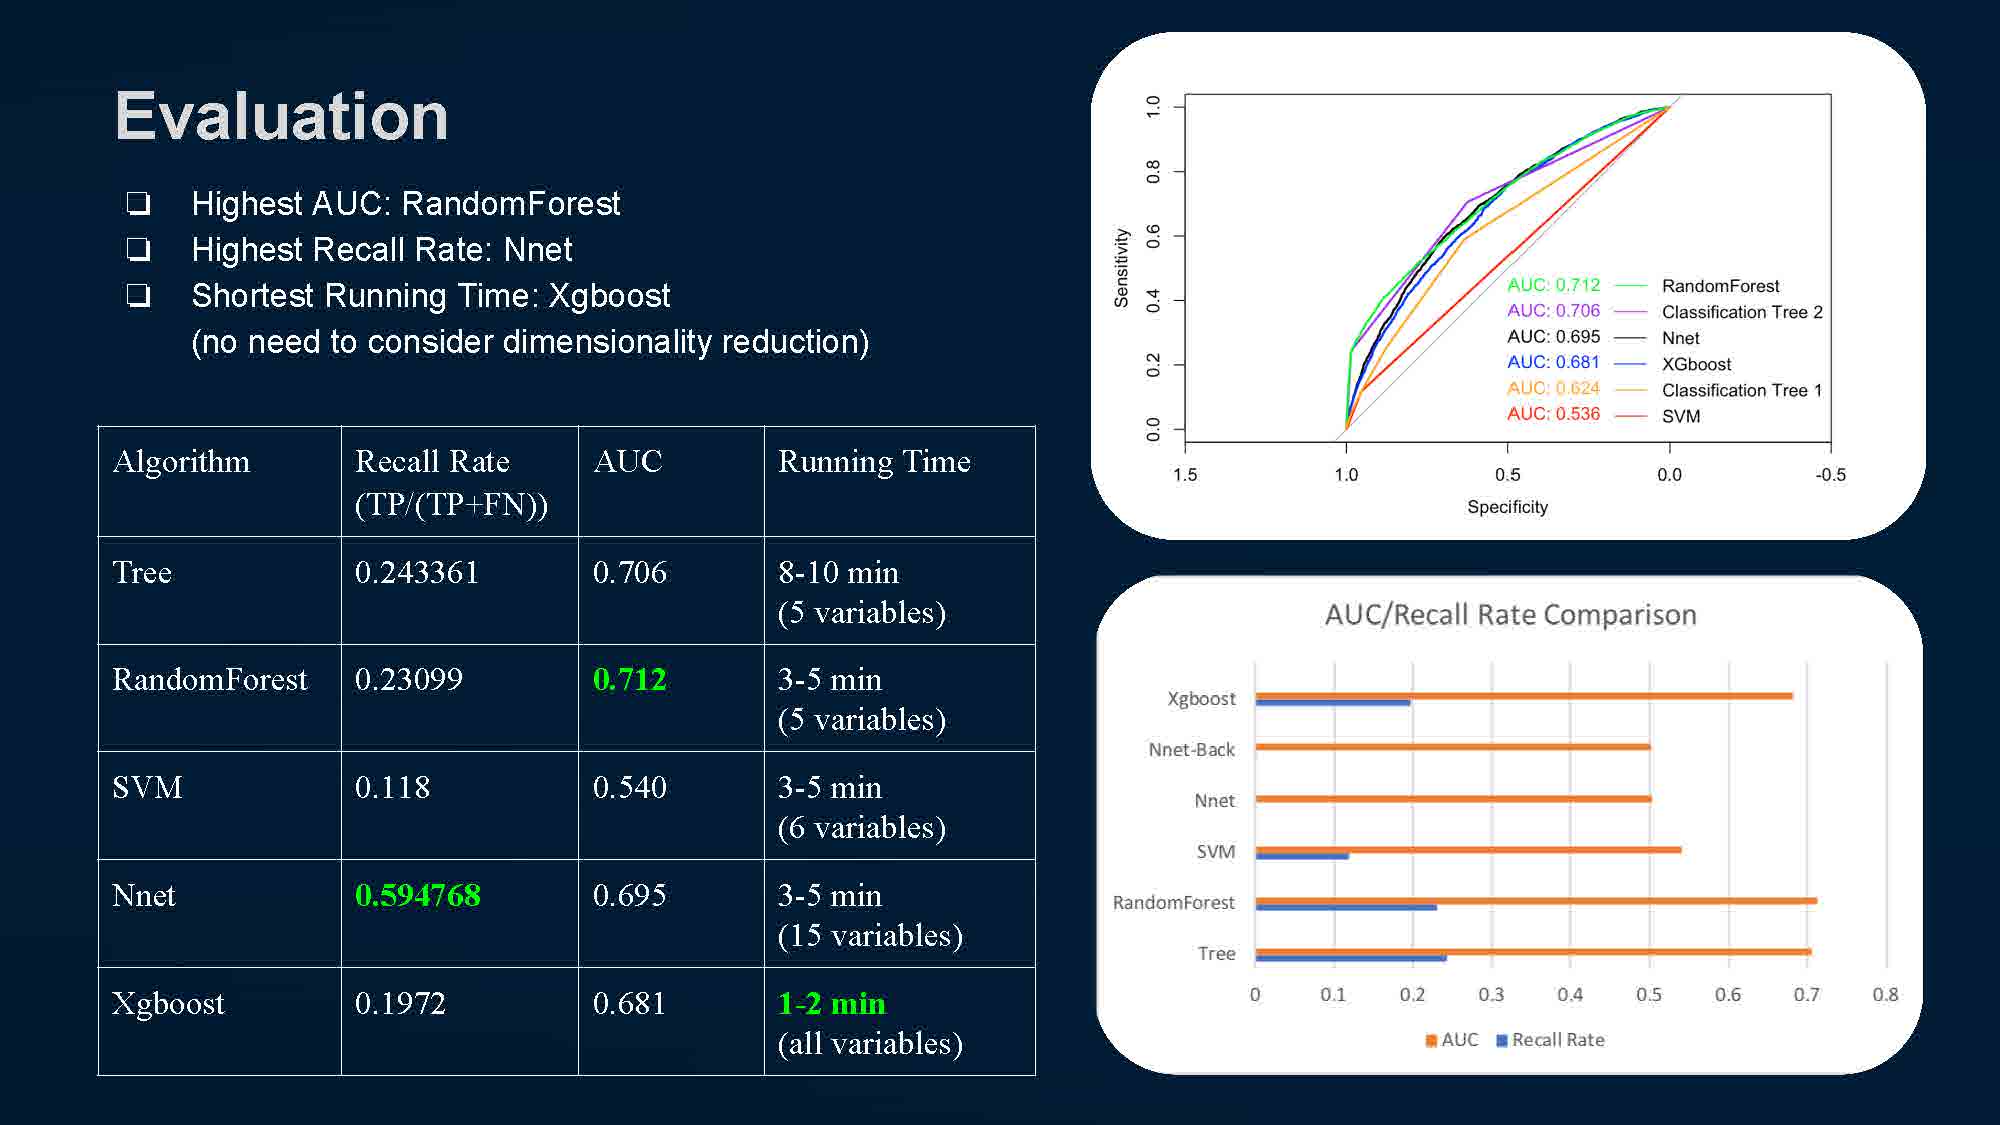 Evaluation
❏ Highest AUC: RandomForest
❏ Highest Recall Rate: Nnet
❏ Shortest Running Time: Xgboost
(no need to consider dimensionality reduction)
Algorithm Recall Rate (TP/(TP+FN)) AUC Running Time
Tree 0.243361 0.706 8-10 min (5 variables)
RandomForest 0.23099 0.712 3-5 min (5 variables)
SVM 0.118 0.540 3-5 min (6 variables)
Nnet 0.594768 0.695 3-5 min (15 variables)
Xgboost 0.1972 0.681 1-2 min (all variables)
Sensitivity
1.0
0.8
0.6
0.4
0.2
0.0
AUC: 0.712 RandomForest
AUC: 0.706 Classification Tree 2
AUC: 0.695 Nnet
AUC: 0.681 XGboost
AUC: 0.624 Classification Tree 1
AUC: 0.536 SVM
1.5 1.0 0.5 0.0 -0.5
Specificity
AUC/Recall Rate Comparison
Xgboost
Nnet-Back
Nnet
SVM
RandomForest
Tree
0 0.1 0.2 0.3 0.4 0.5 0.6 0.7 0.8
AUC Recall Rate